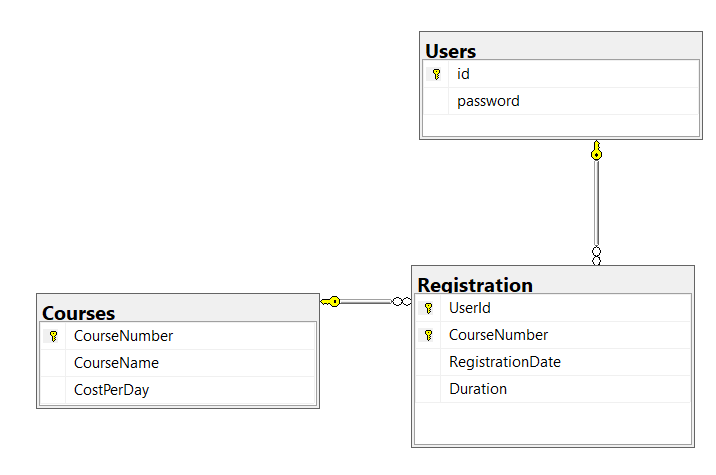 Users
id
password
Registration
UserId
CourseNumber
RegistrationDate
Duration
Courses
CourseNumber
CourseName
CostPerDay